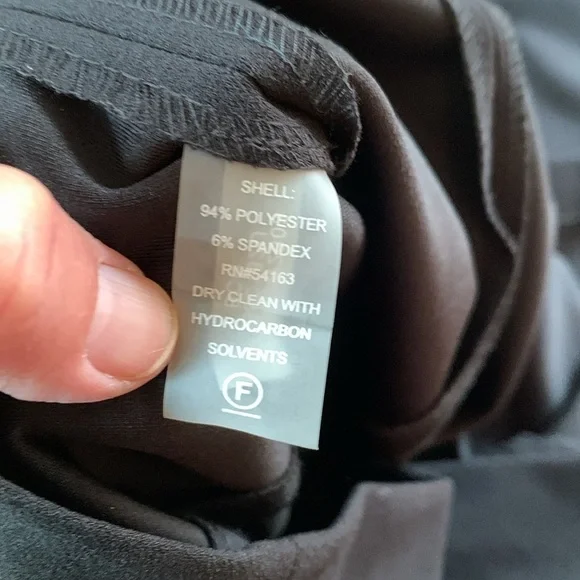 SHELL:
94% POLYESTER
6% SPANDEX
RN#54163
DRY CLEAN WITH
HYDROCARBON
SOLVENTS
F